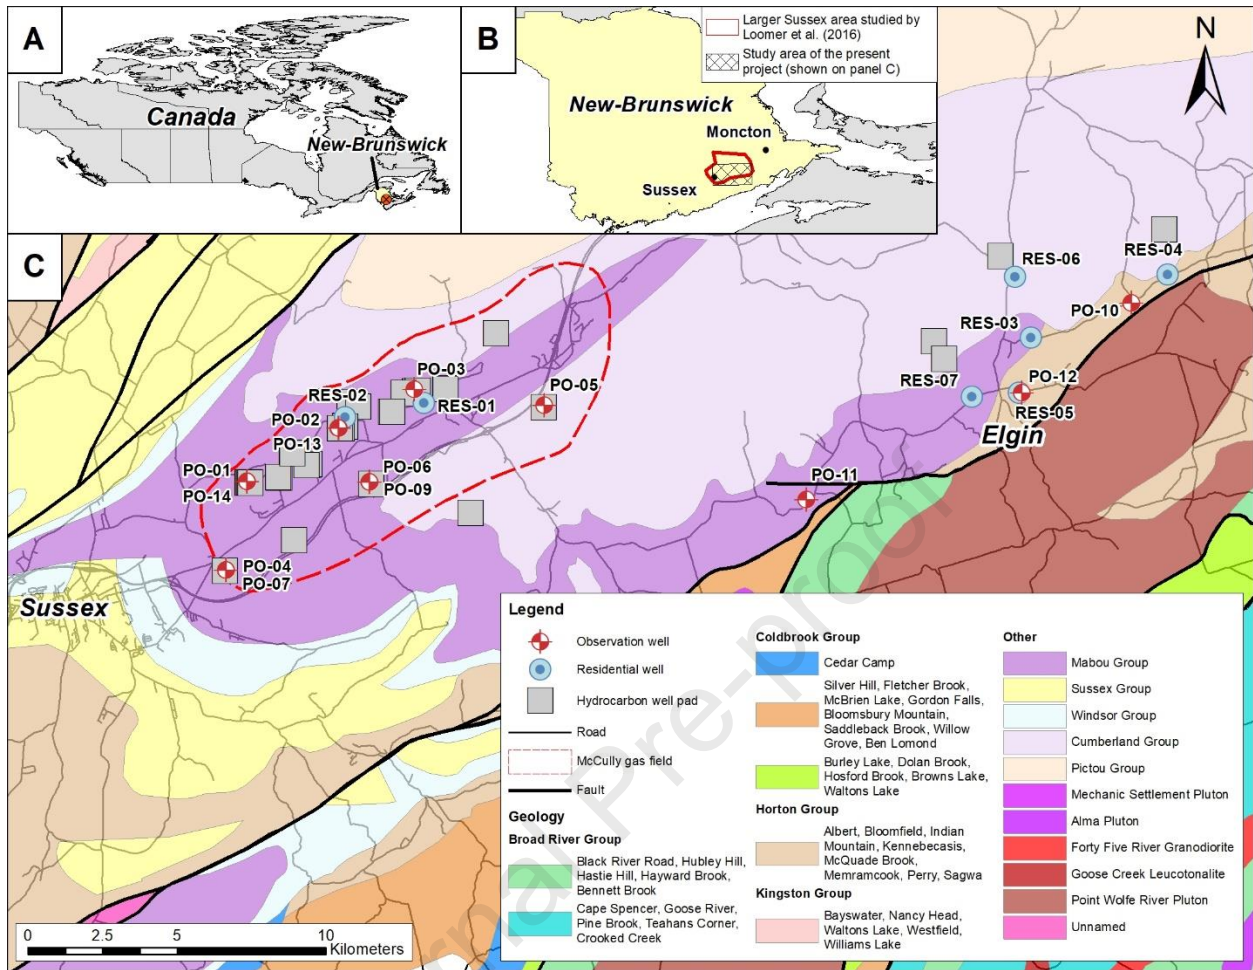 A
Canada
New-Brunswick
B
Larger Sussex area studied by
Loomer et al. (2016)
Study area of the present
project (shown on panel C)
New-Brunswick
Moncton
Sussex
N
C
RES-04
RES-06
PO-10
RES-03
RES-07
PO-12
RES-05
Elgin
PO-03
PO-05
RES-02
RES-01
PO-02
PO-13
PO-01
PO-06
PO-14
PO-09
PO-11
PO-04
PO-07
Sussex
Legend
Observation well
Residential well
Hydrocarbon well pad
Road
McCully gas field
Fault
Geology
Broad River Group
Black River Road, Hubley Hill,
Hastie Hill, Hayward Brook,
Bennett Brook
Cape Spencer, Goose River,
Pine Brook, Teahans Corner,
Crooked Creek
Coldbrook Group
Cedar Camp
Silver Hill, Fletcher Brook,
McBrien Lake, Gordon Falls,
Bloomsbury Mountain,
Saddleback Brook, Willow
Grove, Ben Lomond
Burley Lake, Dolan Brook,
Hosford Brook, Browns Lake,
Waltons Lake
Horton Group
Albert, Bloomfield, Indian
Mountain, Kennebecasis,
McQuade Brook,
Memramcook, Perry, Sagwa
Kingston Group
Bayswater, Nancy Head,
Waltons Lake, Westfield,
Williams Lake
Other
Mabou Group
Sussex Group
Windsor Group
Cumberland Group
Pictou Group
Mechanic Settlement Pluton
Alma Pluton
Forty Five River Granodiorite
Goose Creek Leucotonalite
Point Wolfe River Pluton
Unnamed
0 2.5 5 10
Kilometers
rnal Pre-proof